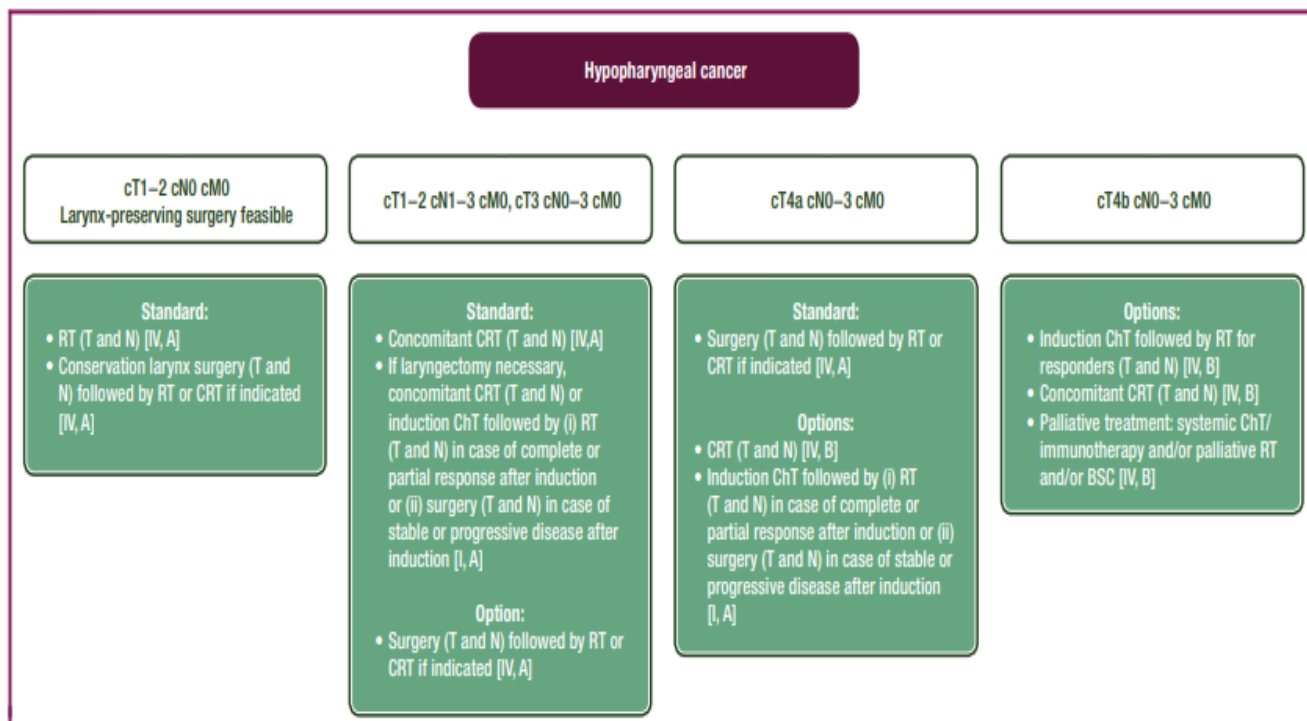 Hypopharyngeal cancer
cT1–2 cN0 cM0
Larynx-preserving surgery feasible
Standard:
• RT (T and N) [IV, A]
• Conservation larynx surgery (T and
N) followed by RT or CRT if indicated
[IV, A]
cT1–2 cN1–3 cM0, cT3 cN0–3 cM0
Standard:
• Concomitant CRT (T and N) [IV,A]
• If laryngectomy necessary,
concomitant CRT (T and N) or
induction ChT followed by (i) RT
(T and N) in case of complete or
partial response after induction
or (ii) surgery (T and N) in case of
stable or progressive disease after
induction [I, A]
Option:
• Surgery (T and N) followed by RT or
CRT if indicated [IV, A]
cT4a cN0–3 cM0
Standard:
• Surgery (T and N) followed by RT or
CRT if indicated [IV, A]
Options:
• CRT (T and N) [IV, B]
• Induction ChT followed by (i) RT
(T and N) in case of complete or
partial response after induction or (ii)
surgery (T and N) in case of stable or
progressive disease after induction
[I, A]
cT4b cN0–3 cM0
Options:
• Induction ChT followed by RT for
responders (T and N) [IV, B]
• Concomitant CRT (T and N) [IV, B]
• Palliative treatment: systemic ChT/
immunotherapy and/or palliative RT
and/or BSC [IV, B]